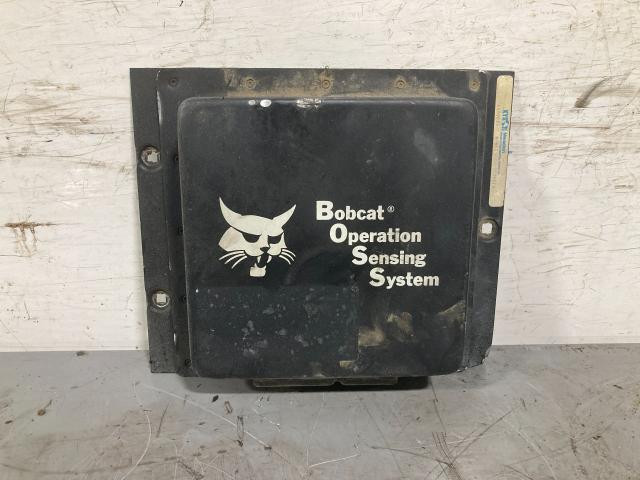 Bobcat®
Operation
Sensing
System